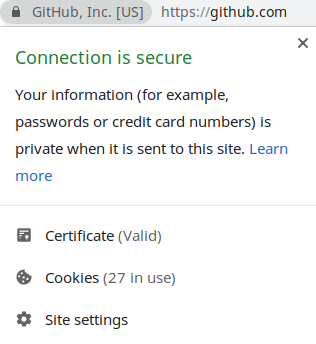 GitHub, Inc. [US] https://github.com
Connection is secure
Your information (for example,
passwords or credit card numbers) is
private when it is sent to this site. Learn
more
Certificate (Valid)
Cookies (27 in use)
Site settings